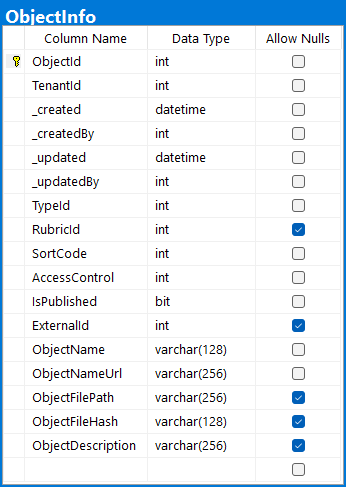 ObjectInfo
Column Name Data Type Allow Nulls
ObjectId int
TenantId int
_created datetime
_createdBy int
_updated datetime
_updatedBy int
TypeId int
RubricId int
SortCode int
AccessControl int
IsPublished bit
ExternalId int
ObjectName varchar(128)
ObjectNameUrl varchar(256)
ObjectFilePath varchar(256)
ObjectFileHash varchar(128)
ObjectDescription varchar(256)